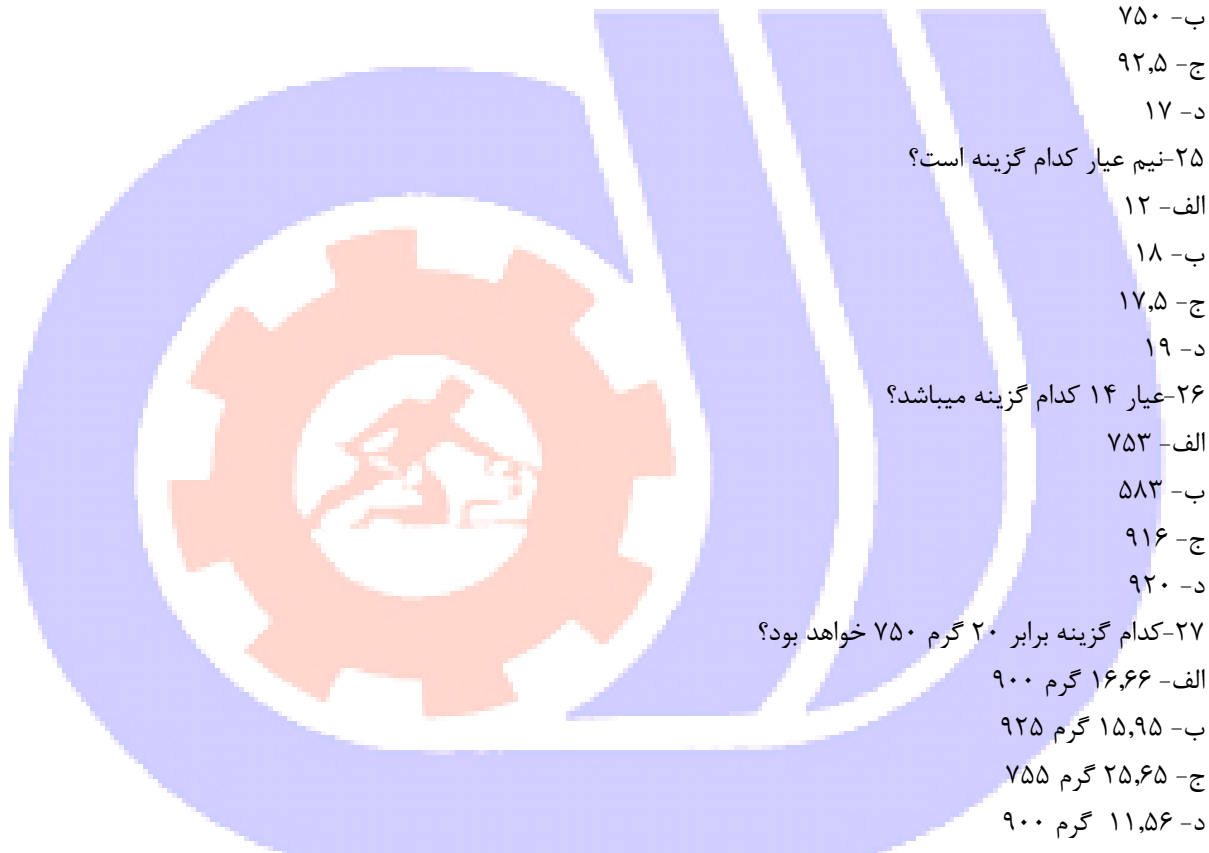 ب- ۷۵۰
ج- ۹۲,۵
د- ۱۷
۲۵-نیم عیار کدام گزینه است؟
الف- ۱۲
ب- ۱۸
ج- ۱۷,۵
د- ۱۹
۲۶-عیار ۱۴ کدام گزینه میباشد؟
الف- ۷۵۳
ب- ۵۸۳
ج- ۹۱۶
د- ۹۲۰
۲۷-کدام گزینه برابر ۲۰ گرم ۷۵۰ خواهد بود؟
الف- ۱۶,۶۶ گرم ۹۰۰
ب- ۱۵,۹۵ گرم ۹۲۵
ج- ۲۵,۶۵ گرم ۷۵۵
د- ۱۱,۵۶ گرم ۹۰۰